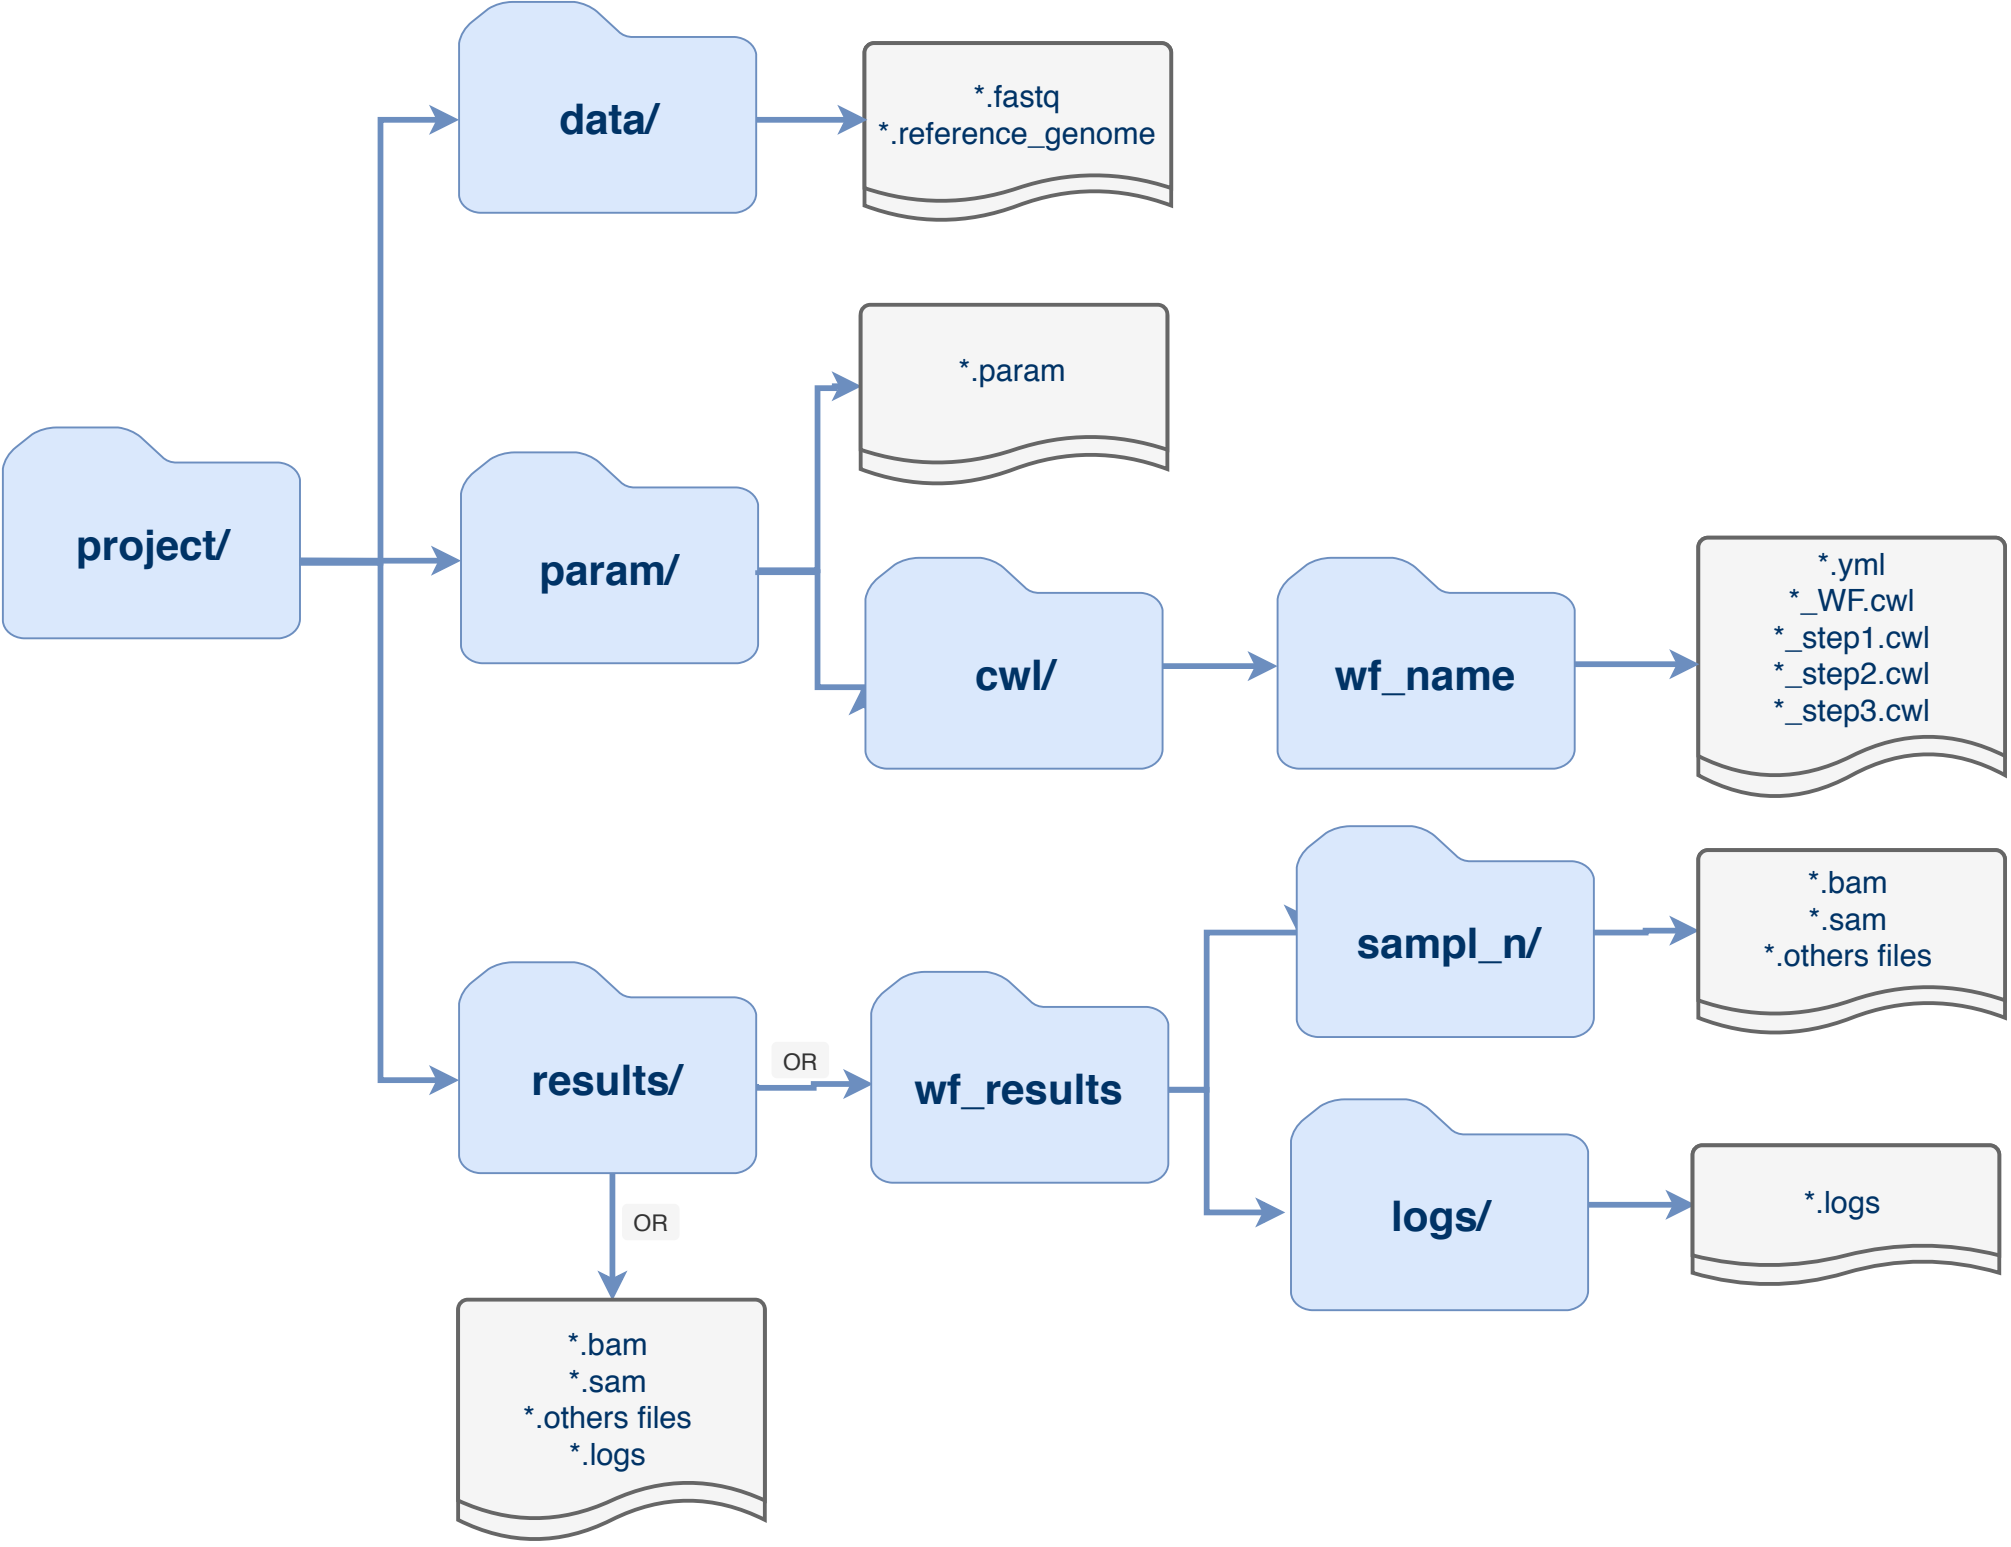 data/
*.fastq
*.reference_genome
*.param
project/
param/
cwl/
wf_name
*.yml
*_WF.cwl
*_step1.cwl
*_step2.cwl
*_step3.cwl
sampl_n/
*.bam
*.sam
*.others files
results/
OR
wf_results
logs/
*.logs
OR
*.bam
*.sam
*.others files
*.logs